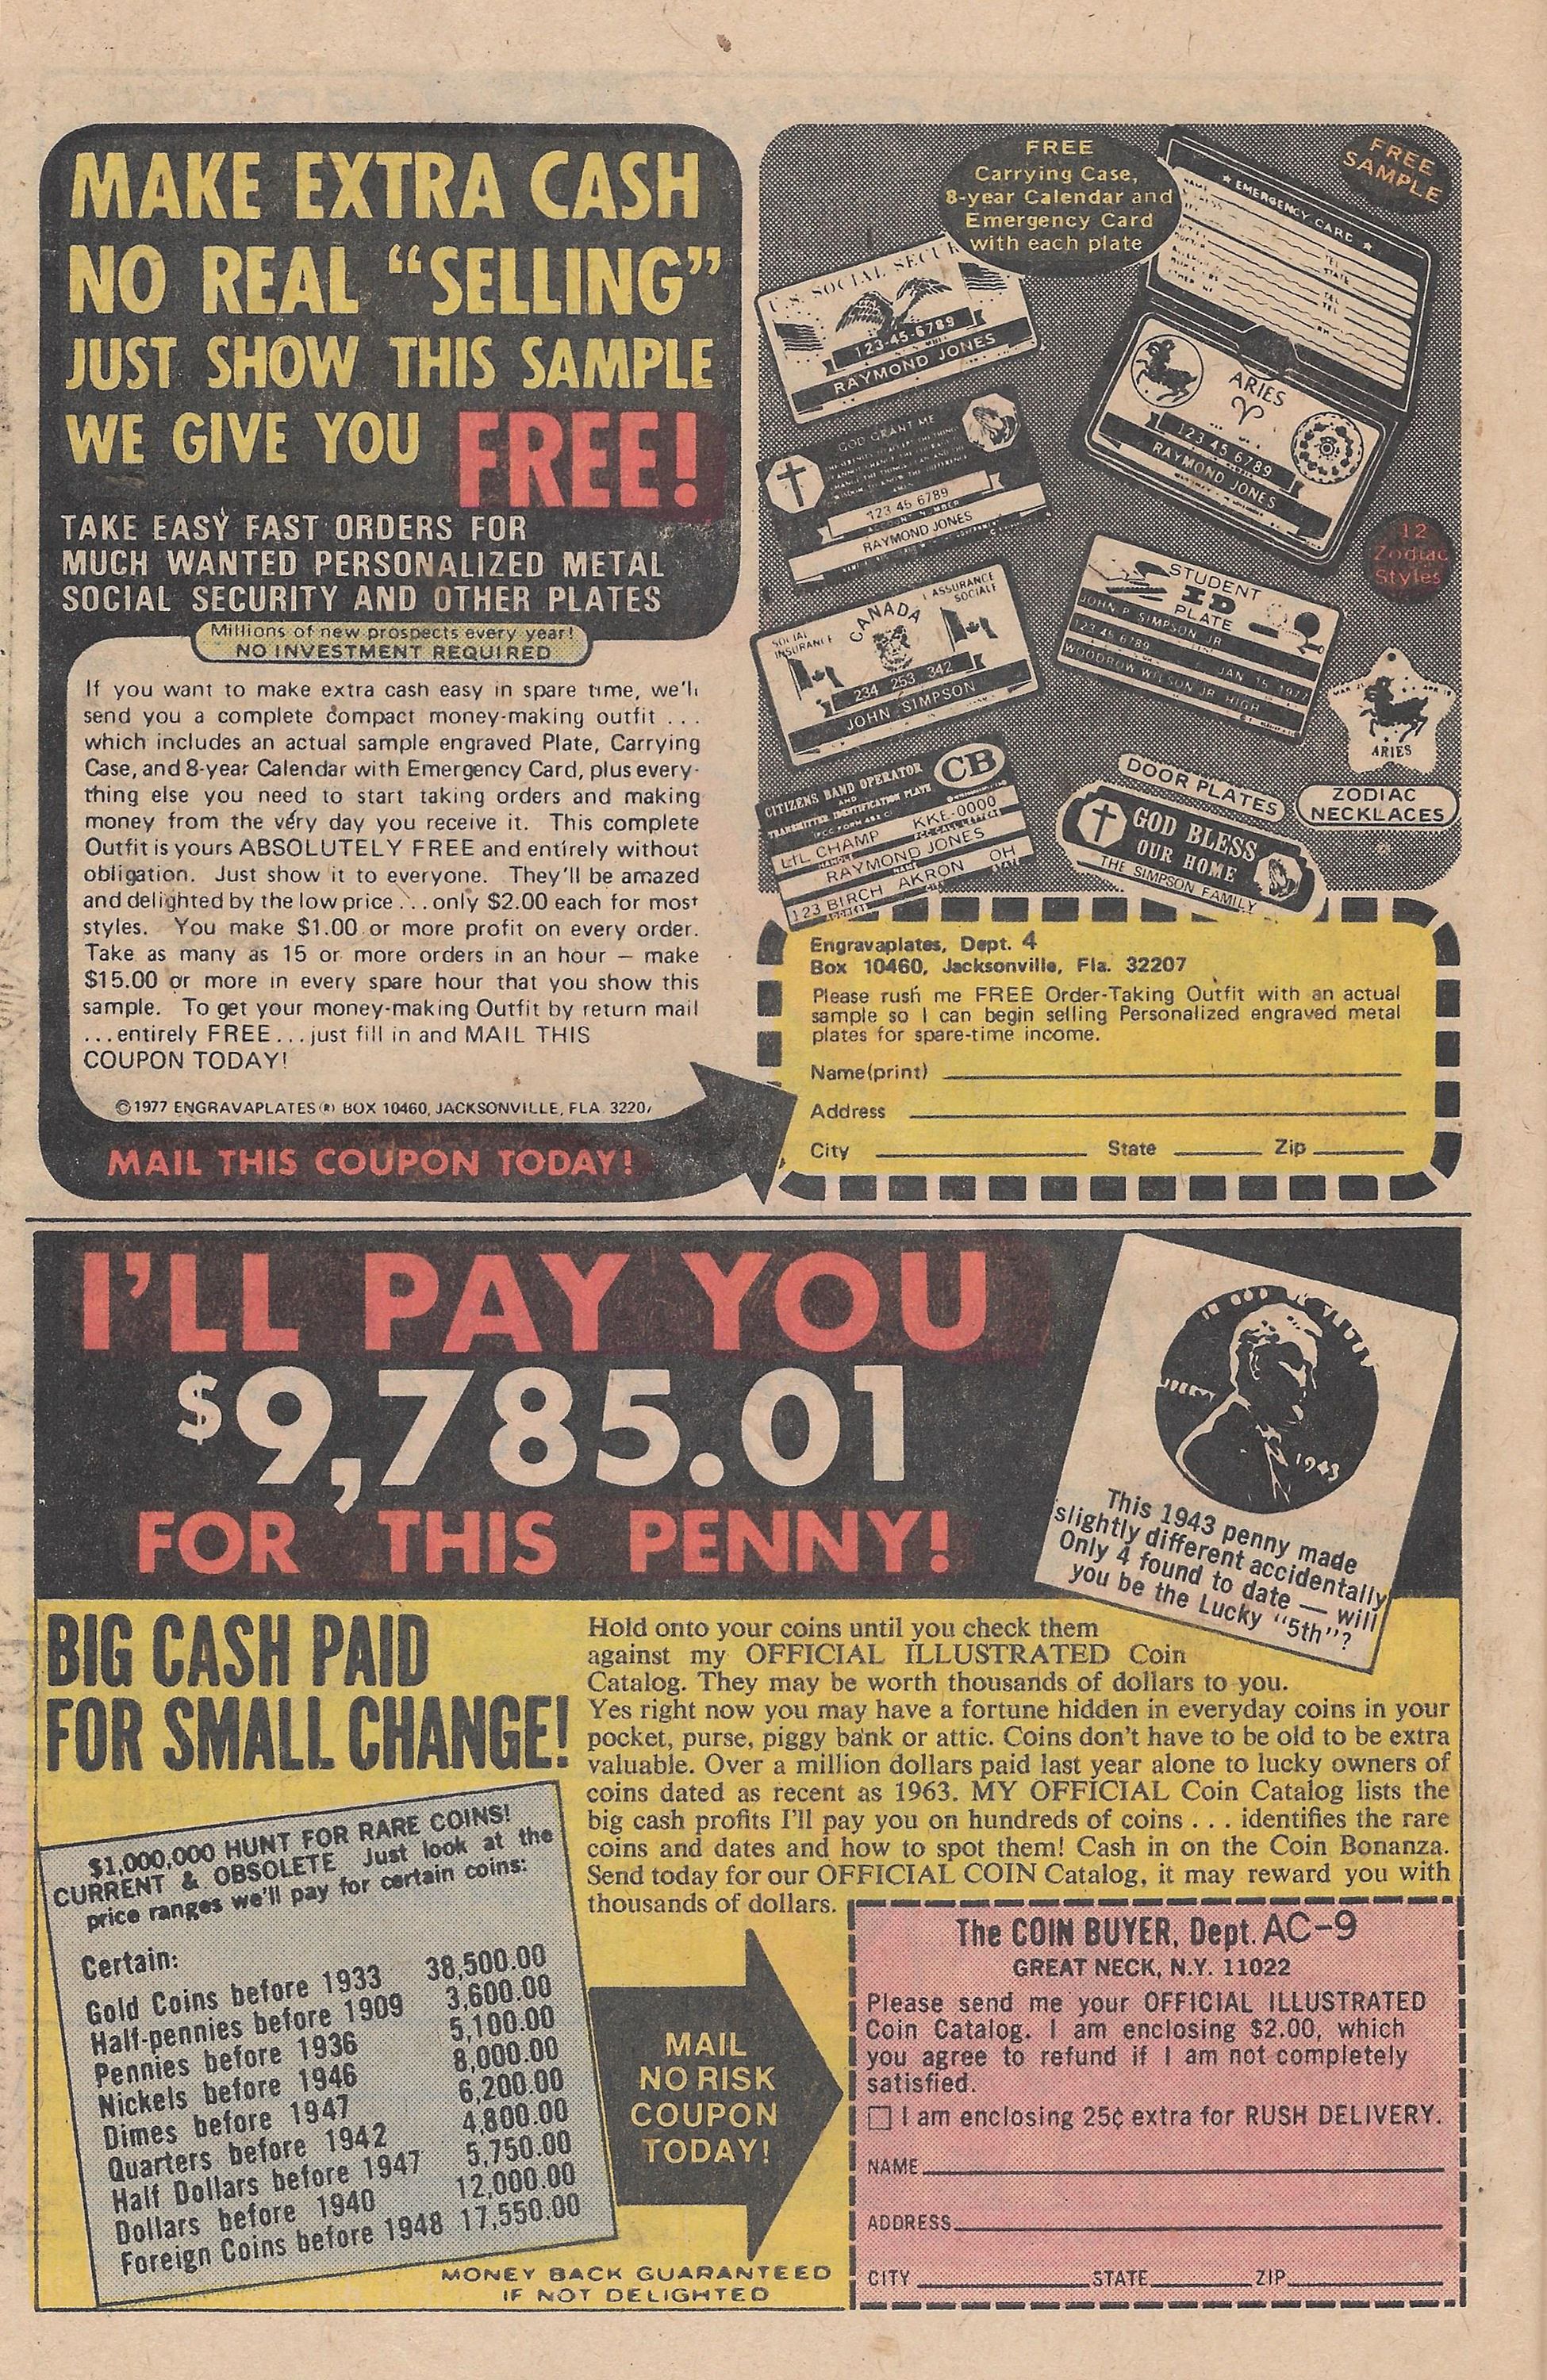 MAKE EXTRA CASH
NO REAL “SELLING”
JUST SHOW THIS SAMPLE
WE GIVE YOU FREE!
TAKE EASY FAST ORDERS FOR
MUCH WANTED PERSONALIZED METAL
SOCIAL SECURITY AND OTHER PLATES
Millions of new prospects every year!
NO INVESTMENT REQUIRED
If you want to make extra cash easy in spare time, we'll
send you a complete compact money-making outfit ...
which includes an actual sample engraved Plate, Carrying
Case, and 8-year Calendar with Emergency Card, plus every-
thing else you need to start taking orders and making
money from the very day you receive it. This complete
Outfit is yours ABSOLUTELY FREE and entirely without
obligation. Just show it to everyone. They'll be amazed
and delighted by the low price ... only $2.00 each for most
styles. You make $1.00 or more profit on every order.
Take as many as 15 or more orders in an hour — make
$15.00 or more in every spare hour that you show this
sample. To get your money-making Outfit by return mail
...entirely FREE...just fill in and MAIL THIS
COUPON TODAY!
©1977 ENGRAVAPLATES® BOX 10460, JACKSONVILLE, FLA. 3220
MAIL THIS COUPON TODAY!
FREE
Carrying Case,
8-year Calendar and
Emergency Card
with each plate
FREE
SAMPLE
★ EMERGENCY CARD ★
U.S. SOCIAL SECUR
123-45-6789
RAYMOND JONES
ARIES
123 45 6789
RAYMOND JONES
GOD GRANT ME
123 45 6789
ACCOUNT NUMBER
RAYMOND JONES
12
Zodiac
Styles
SOCIAL
INSURANCE
CANADA
ASSURANCE
SOCIALE
234 253 342
JOHN SIMPSON
STUDENT
ID
PLATE
JOHN P. SIMPSON JR.
123 45 6789 JAN 15, 1977
WOODROW WILSON JR. HIGH
ARIES
ZODIAC
NECKLACES
CITIZENS BAND OPERATOR
AND
TRANSMITTER IDENTIFICATION PLATE
CB
LI'L CHAMP KKE-0000
HANDLE FCC CALL LETTERS
RAYMOND JONES
NAME
123 BIRCH AKRON OH
ADDRESS
DOOR PLATES
GOD BLESS
OUR HOME
THE SIMPSON FAMILY
Engravaplates, Dept. 4
Box 10460, Jacksonville, Fla. 32207
Please rush me FREE Order-Taking Outfit with an actual
sample so I can begin selling Personalized engraved metal
plates for spare-time income.
Name(print)
Address
City State Zip
I'LL PAY YOU
$9,785.01
FOR THIS PENNY!
LIBERTY
1943
This 1943 penny made
slightly different accidentally
Only 4 found to date — will
you be the Lucky "5th"?
BIG CASH PAID
FOR SMALL CHANGE!
Hold onto your coins until you check them
against my OFFICIAL ILLUSTRATED Coin
Catalog. They may be worth thousands of dollars to you.
Yes right now you may have a fortune hidden in everyday coins in your
pocket, purse, piggy bank or attic. Coins don't have to be old to be extra
valuable. Over a million dollars paid last year alone to lucky owners of
coins dated as recent as 1963. MY OFFICIAL Coin Catalog lists the
big cash profits I'll pay you on hundreds of coins . . . identifies the rare
coins and dates and how to spot them! Cash in on the Coin Bonanza.
Send today for our OFFICIAL COIN Catalog, it may reward you with
thousands of dollars.
$1,000,000 HUNT FOR RARE COINS!
CURRENT & OBSOLETE Just look at the
price ranges we'll pay for certain coins:
Certain:
Gold Coins before 1933 38,500.00
Half-pennies before 1909 3,600.00
Pennies before 1936 5,100.00
Nickels before 1946 8,000.00
Dimes before 1947 6,200.00
Quarters before 1942 4,800.00
Half Dollars before 1947 5,750.00
Dollars before 1940 12,000.00
Foreign Coins before 1948 17,550.00
MAIL
NO RISK
COUPON
TODAY!
MONEY BACK GUARANTEED
IF NOT DELIGHTED
The COIN BUYER, Dept. AC-9
GREAT NECK, N.Y. 11022
Please send me your OFFICIAL ILLUSTRATED
Coin Catalog. I am enclosing $2.00, which
you agree to refund if I am not completely
satisfied.
☐ I am enclosing 25¢ extra for RUSH DELIVERY.
NAME
ADDRESS
CITY STATE ZIP